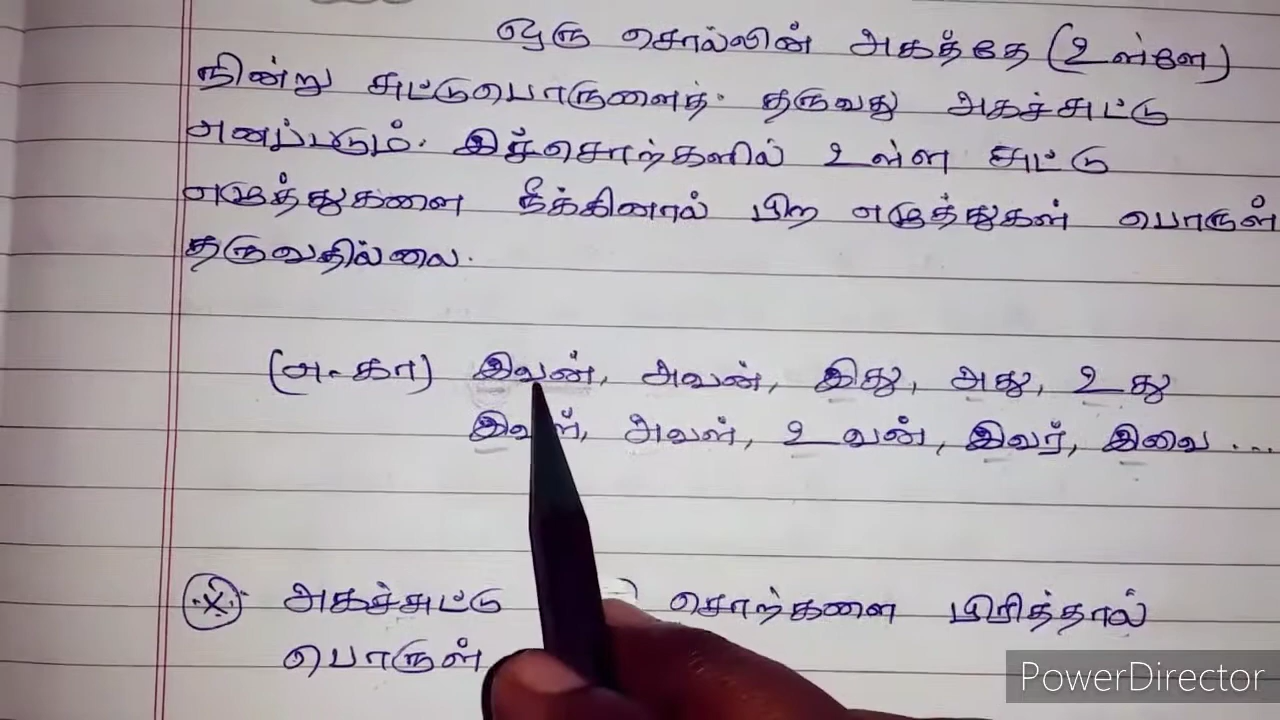 ஒரு சொல்லின் அகத்தே (உள்ளே)
நின்று சுட்டுபொருளைத். தருவது அகச்சுட்டு
எனப்படும். இச்சொற்களில் உள்ள சுட்டு
எழுத்துகளை நீக்கினால் பிற எழுத்துகள் பொருள்
தருவதில்லை.
(எ.கா) இவன், அவன், இது, அது, உது
இவள், அவள், உவன், இவர், இவை ...
அகச்சுட்டு சொற்களை பிரித்தால்
பொருள்
PowerDirector